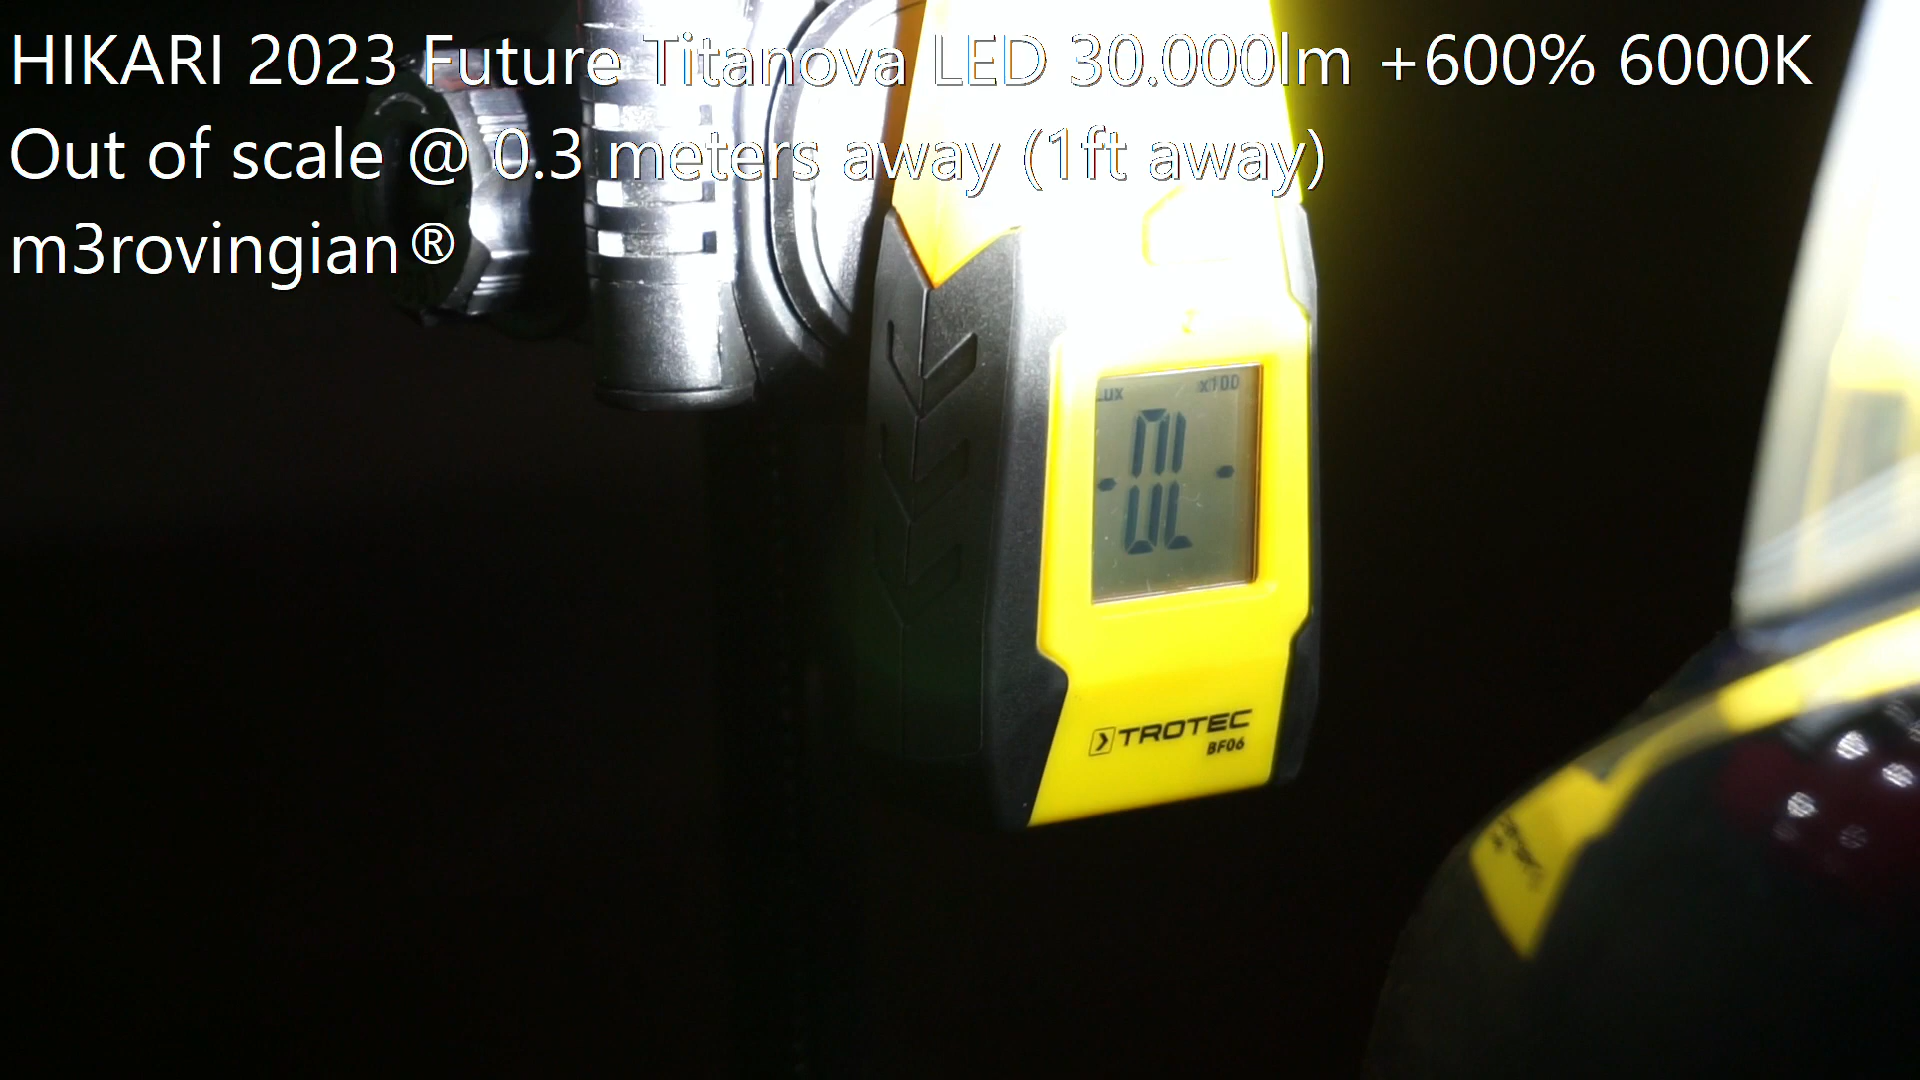 HIKARI 2023 Future Titanova LED 30.000lm +600% 6000K
Out of scale @ 0.3 meters away (1ft away)
m3rovingian®
LUX x100
OL
TROTEC
BF06